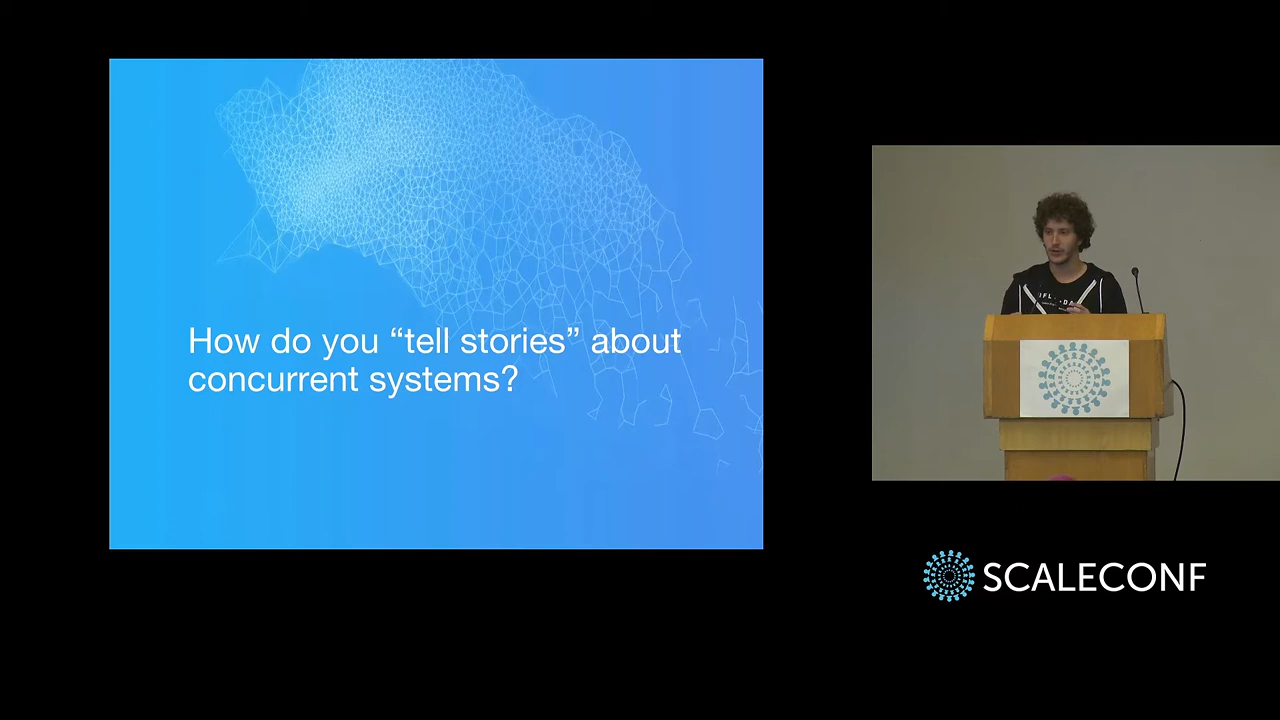 How do you “tell stories” about
concurrent systems?
SCALECONF